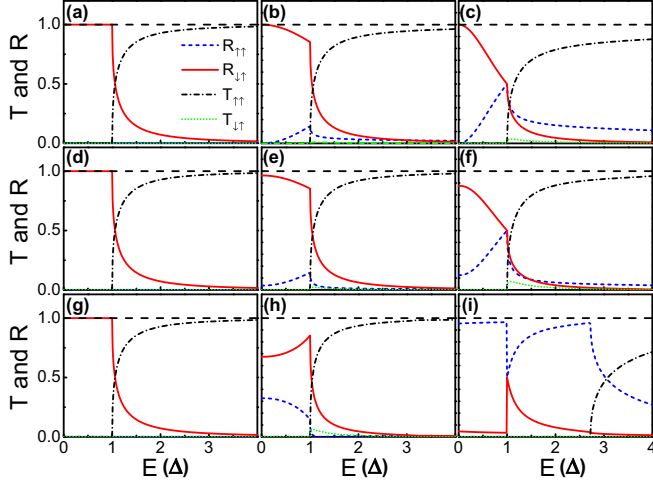 (a) (b) (c)
1.0
R↑↑
R↓↑
T↑↑
T↓↑
0.5
T and R
0.0
(d) (e) (f)
1.0
0.5
T and R
0.0
(g) (h) (i)
1.0
0.5
T and R
0.0
0 1 2 3 0 1 2 3 0 1 2 3 4
E (Δ) E (Δ) E (Δ)